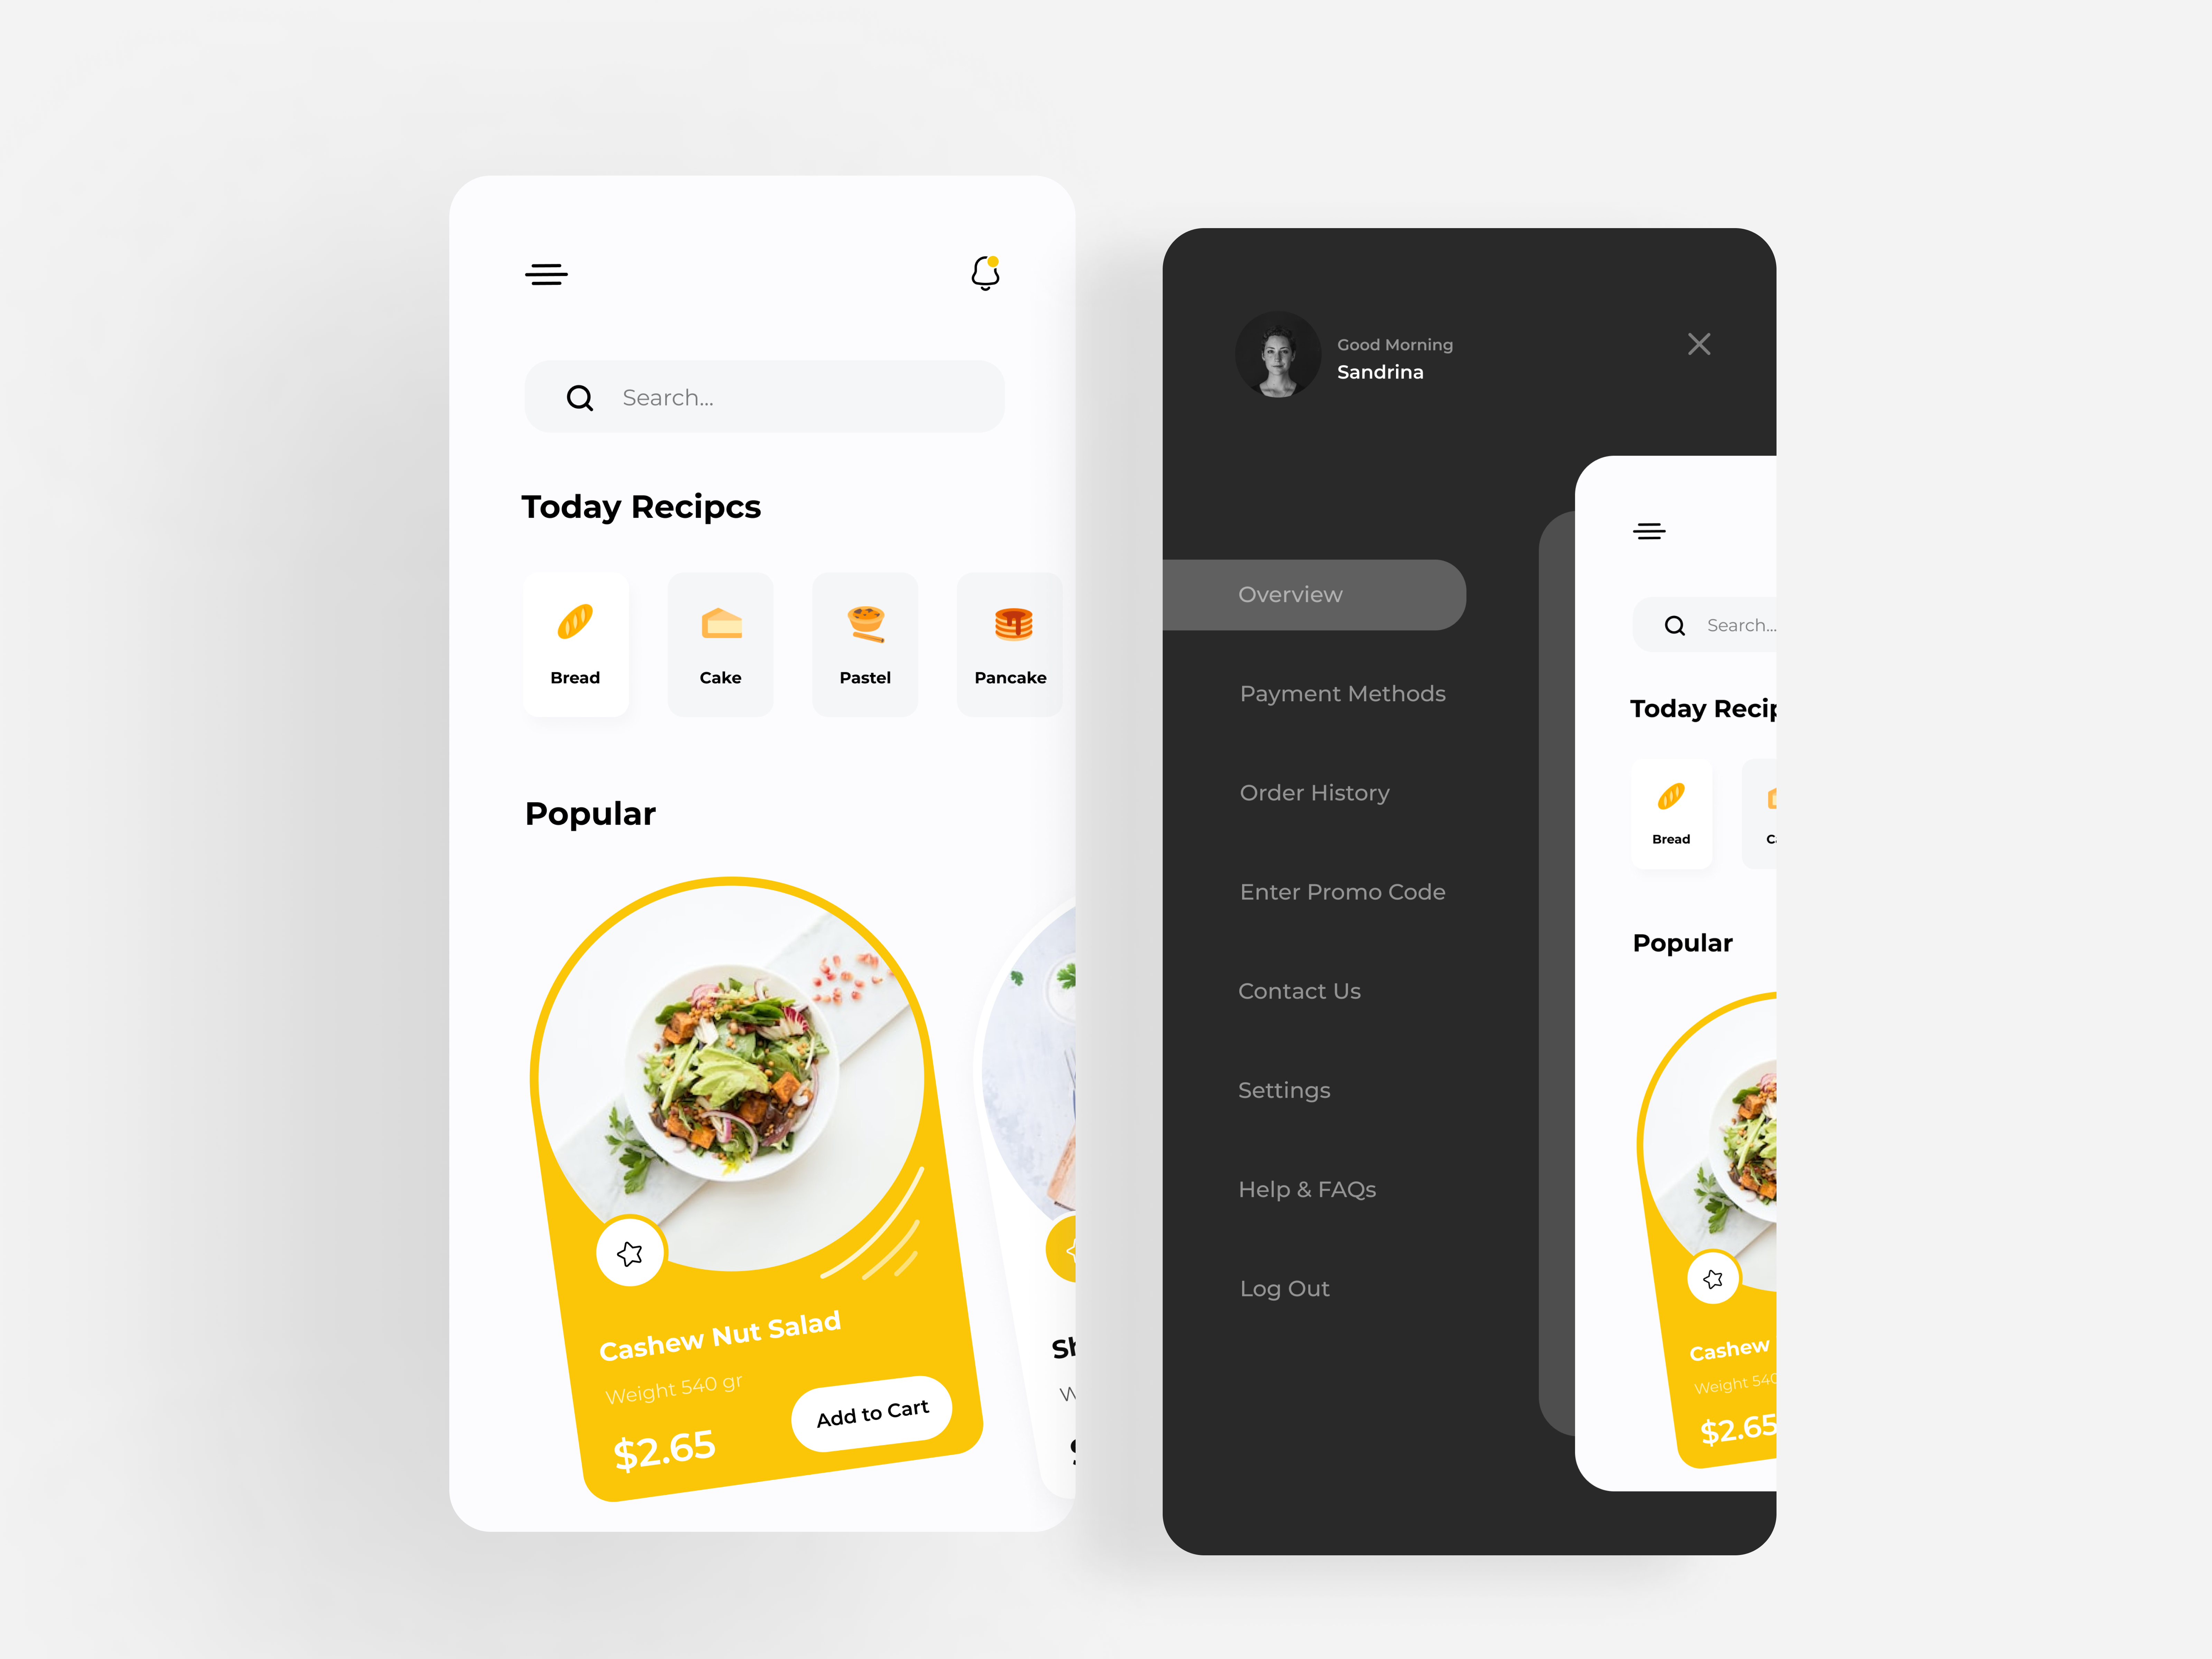 Search...
Today Recipcs
Bread
Cake
Pastel
Pancake
Popular
Cashew Nut Salad
Weight 540 gr
$2.65
Add to Cart
Sh
W
$
Good Morning
Sandrina
Overview
Payment Methods
Order History
Enter Promo Code
Contact Us
Settings
Help & FAQs
Log Out
Search...
Today Recip
Bread
Ca
Popular
Cashew
Weight 540
$2.65